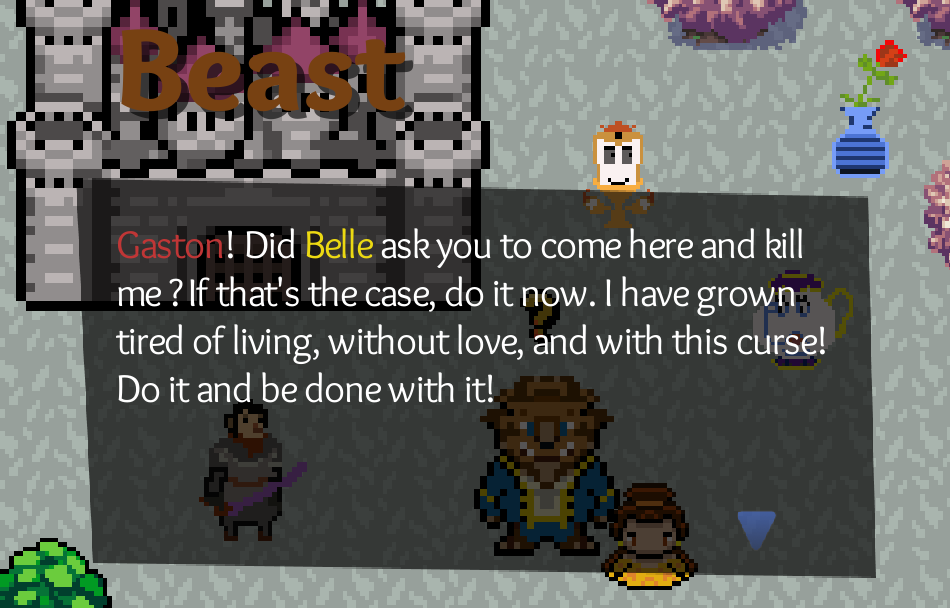 Beast
Gaston! Did Belle ask you to come here and kill
me ? If that's the case, do it now. I have grown
tired of living, without love, and with this curse!
Do it and be done with it!